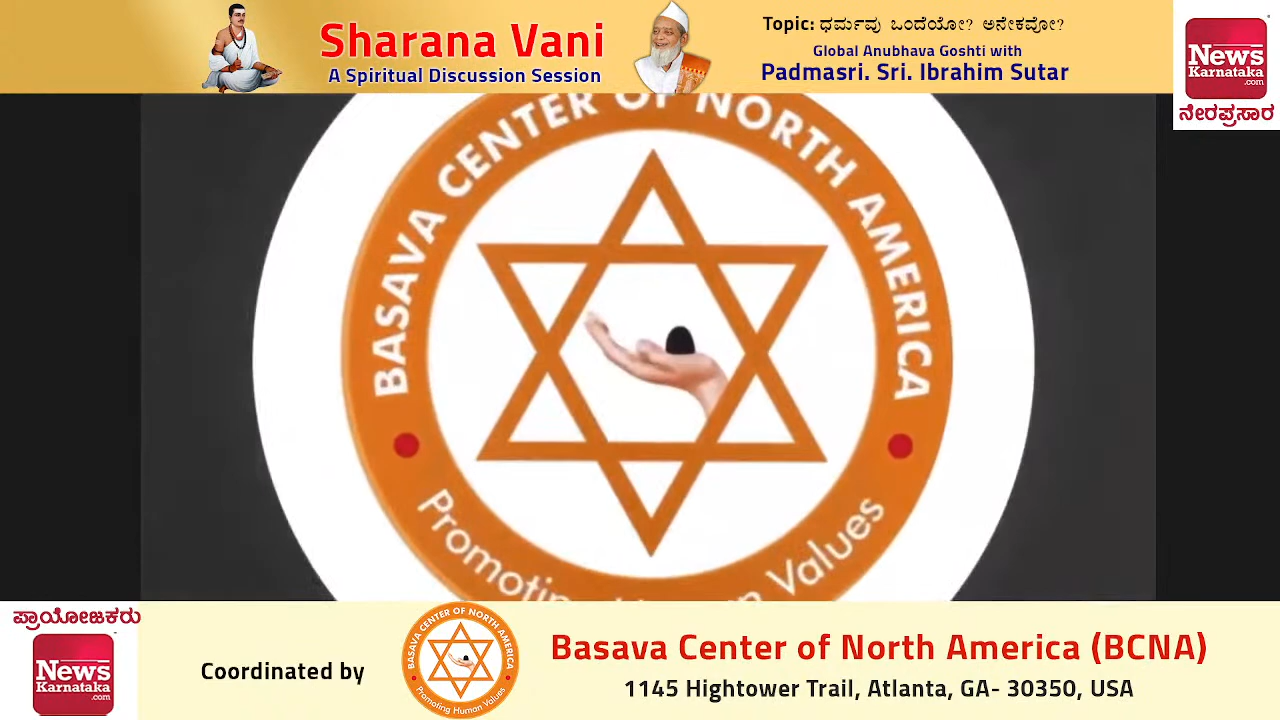 Sharana Vani
A Spiritual Discussion Session
Topic: ಧರ್ಮವು ಒಂದೆಯೋ? ಅನೇಕವೋ?
Global Anubhava Goshti with
Padmasri. Sri. Ibrahim Sutar
News
Karnataka
.com
ನೇರಪ್ರಸಾರ
BASAVA CENTER OF NORTH AMERICA
Promoting Human Values
ಪ್ರಾಯೋಜಕರು
News
Karnataka
.com
Coordinated by
BASAVA CENTER OF NORTH AMERICA
Promoting Human Values
Basava Center of North America (BCNA)
1145 Hightower Trail, Atlanta, GA- 30350, USA